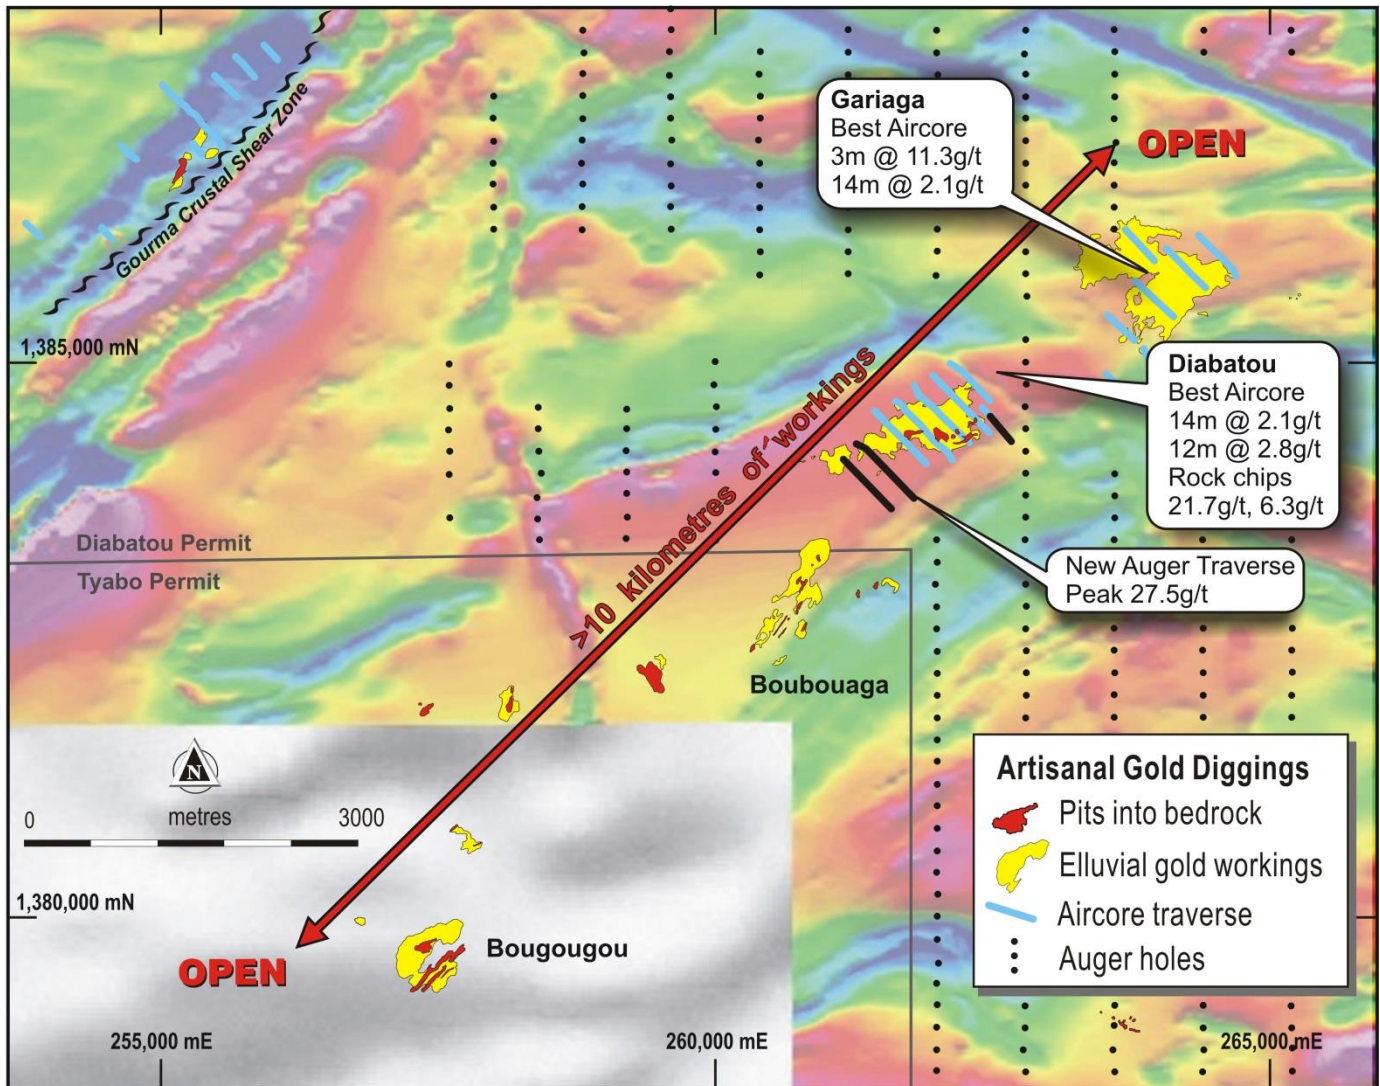 Gourma Crustal Shear Zone
Gariaga
Best Aircore
3m @ 11.3g/t
14m @ 2.1g/t
OPEN
1,385,000 mN
>10 kilometres of workings
Diabatou
Best Aircore
14m @ 2.1g/t
12m @ 2.8g/t
Rock chips
21.7g/t, 6.3g/t
Diabatou Permit
Tyabo Permit
New Auger Traverse
Peak 27.5g/t
Boubouaga
N
0 metres 3000
Artisanal Gold Diggings
Pits into bedrock
Elluvial gold workings
Aircore traverse
Auger holes
1,380,000 mN
Bougougou
OPEN
255,000 mE
260,000 mE
265,000 mE